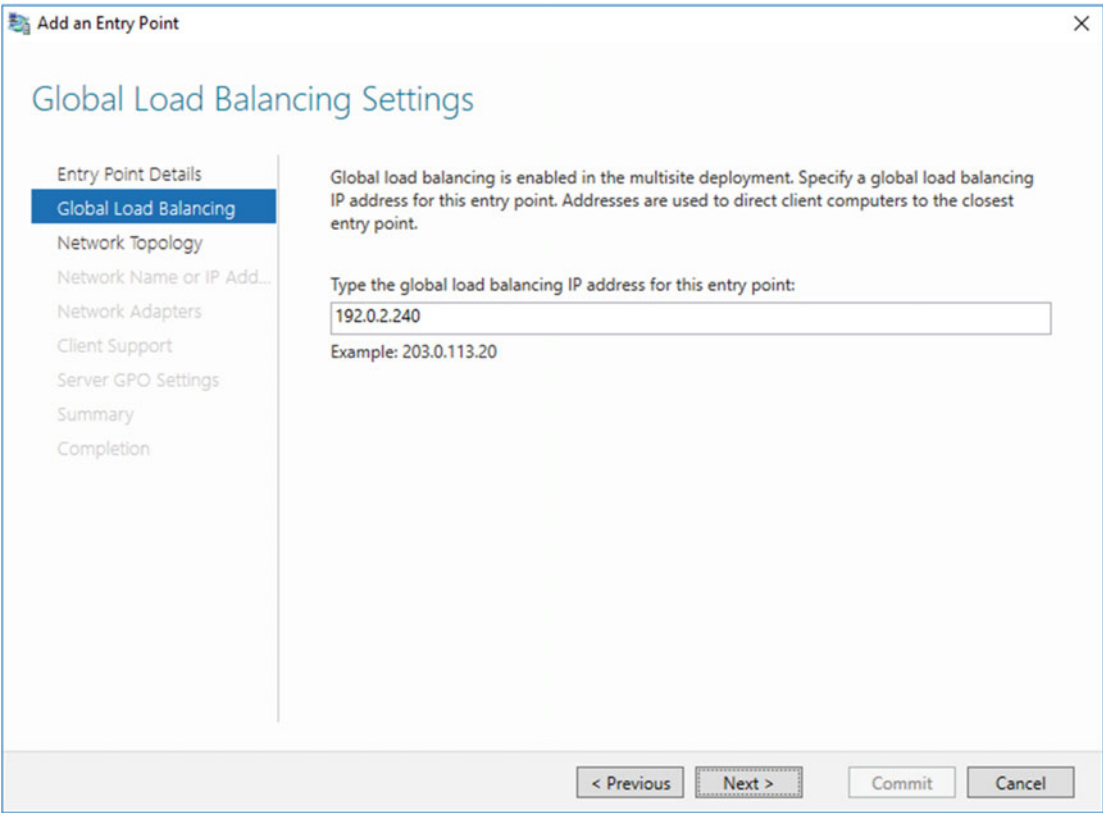 Add an Entry Point
Global Load Balancing Settings
Entry Point Details
Global Load Balancing
Network Topology
Network Name or IP Add...
Network Adapters
Client Support
Server GPO Settings
Summary
Completion
Global load balancing is enabled in the multisite deployment. Specify a global load balancing
IP address for this entry point. Addresses are used to direct client computers to the closest
entry point.
Type the global load balancing IP address for this entry point:
192.0.2.240
Example: 203.0.113.20
< Previous
Next >
Commit
Cancel